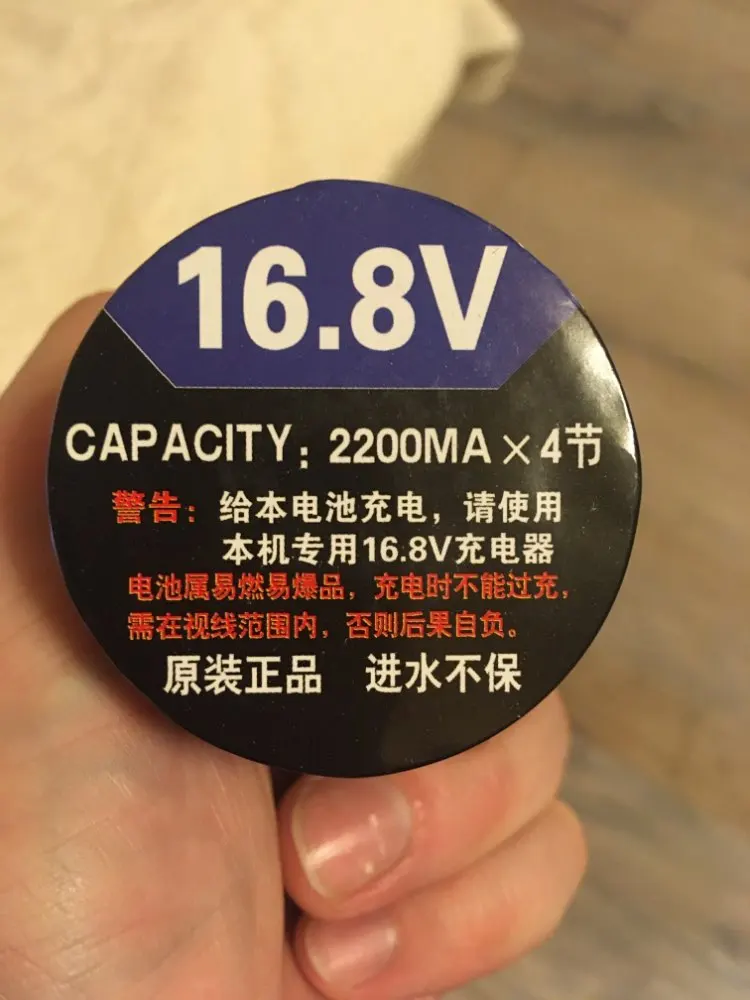 16.8V
CAPACITY: 2200MA×4节
警告：给本电池充电，请使用
本机专用16.8V充电器
电池属易燃易爆品，充电时不能过充，
需在视线范围内，否则后果自负。
原装正品 进水不保